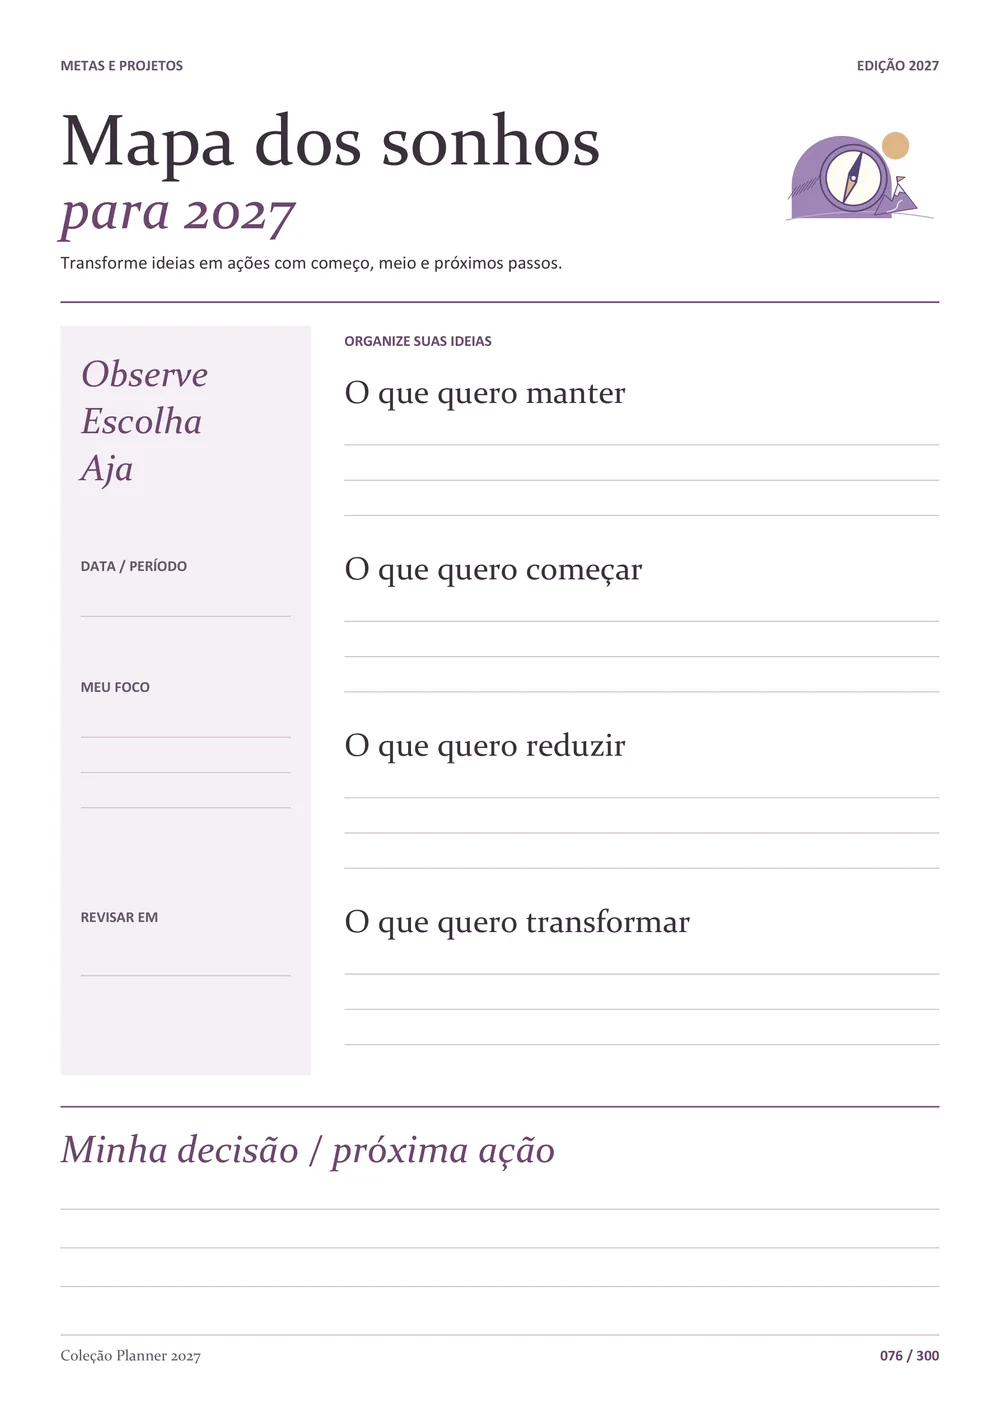 METAS E PROJETOS
EDIÇÃO 2027
Mapa dos sonhos
para 2027
Transforme ideias em ações com começo, meio e próximos passos.
Observe
Escolha
Aja
DATA / PERÍODO
MEU FOCO
REVISAR EM
ORGANIZE SUAS IDEIAS
O que quero manter
O que quero começar
O que quero reduzir
O que quero transformar
Minha decisão / próxima ação
Coleção Planner 2027
076 / 300